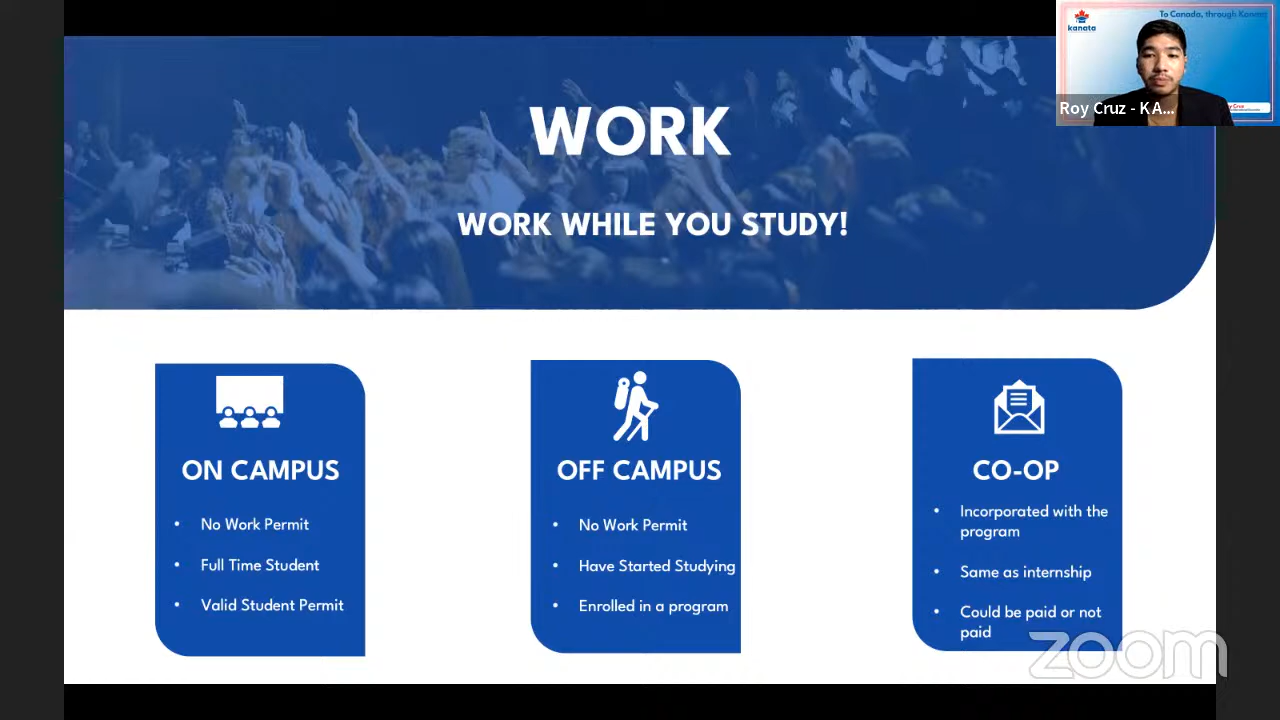 WORK
WORK WHILE YOU STUDY!
kanata
To Canada, through Kanata
Roy Cruz - KA...
ON CAMPUS
• No Work Permit
• Full Time Student
• Valid Student Permit
OFF CAMPUS
• No Work Permit
• Have Started Studying
• Enrolled in a program
CO-OP
• Incorporated with the
program
• Same as internship
• Could be paid or not
paid
zoom